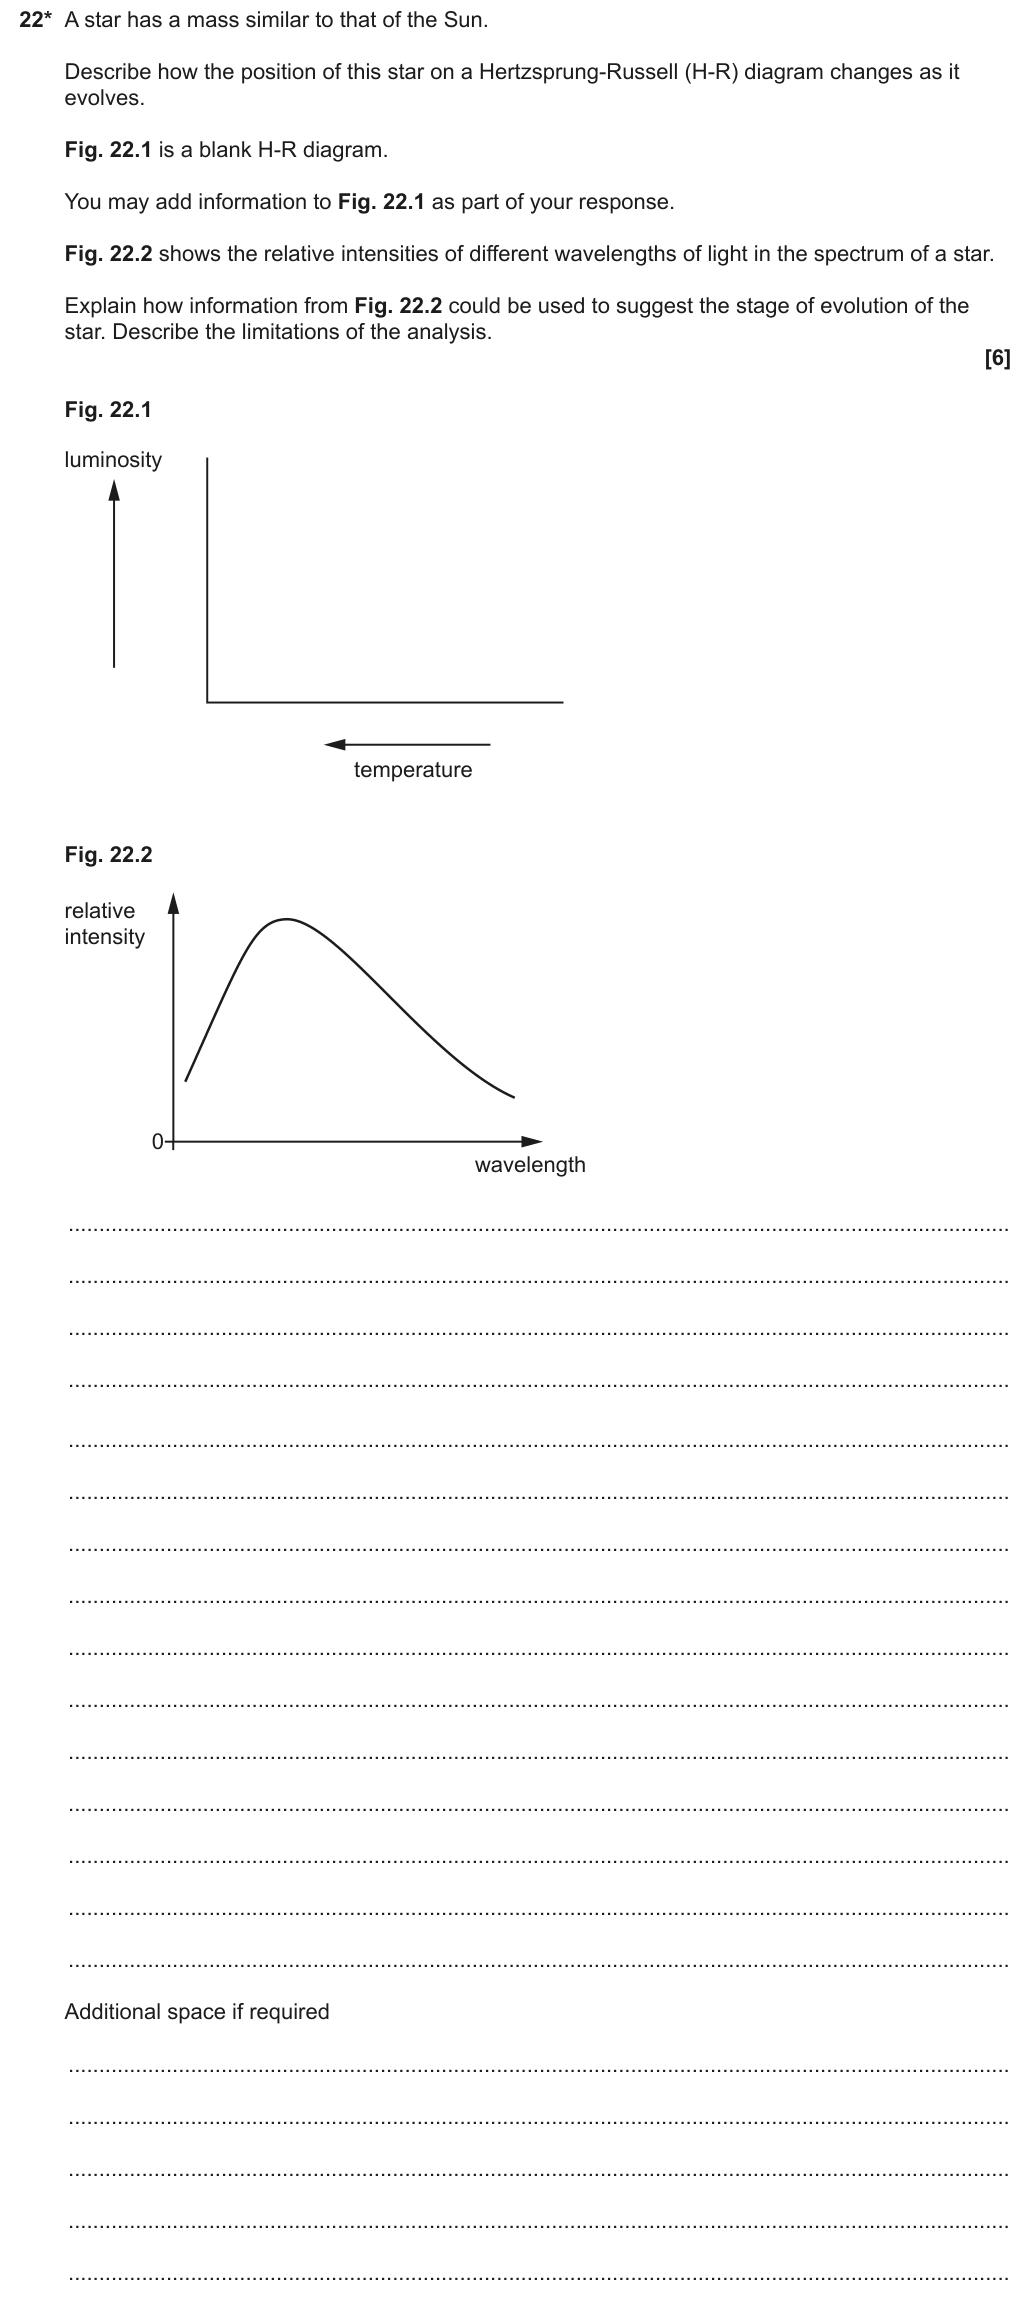 22* A star has a mass similar to that of the Sun.
Describe how the position of this star on a Hertzsprung-Russell (H-R) diagram changes as it
evolves.
Fig. 22.1 is a blank H-R diagram.
You may add information to Fig. 22.1 as part of your response.
Fig. 22.2 shows the relative intensities of different wavelengths of light in the spectrum of a star.
Explain how information from Fig. 22.2 could be used to suggest the stage of evolution of the
star. Describe the limitations of the analysis.
[6]
Fig. 22.1
luminosity
temperature
Fig. 22.2
relative
intensity
0
wavelength
Additional space if required